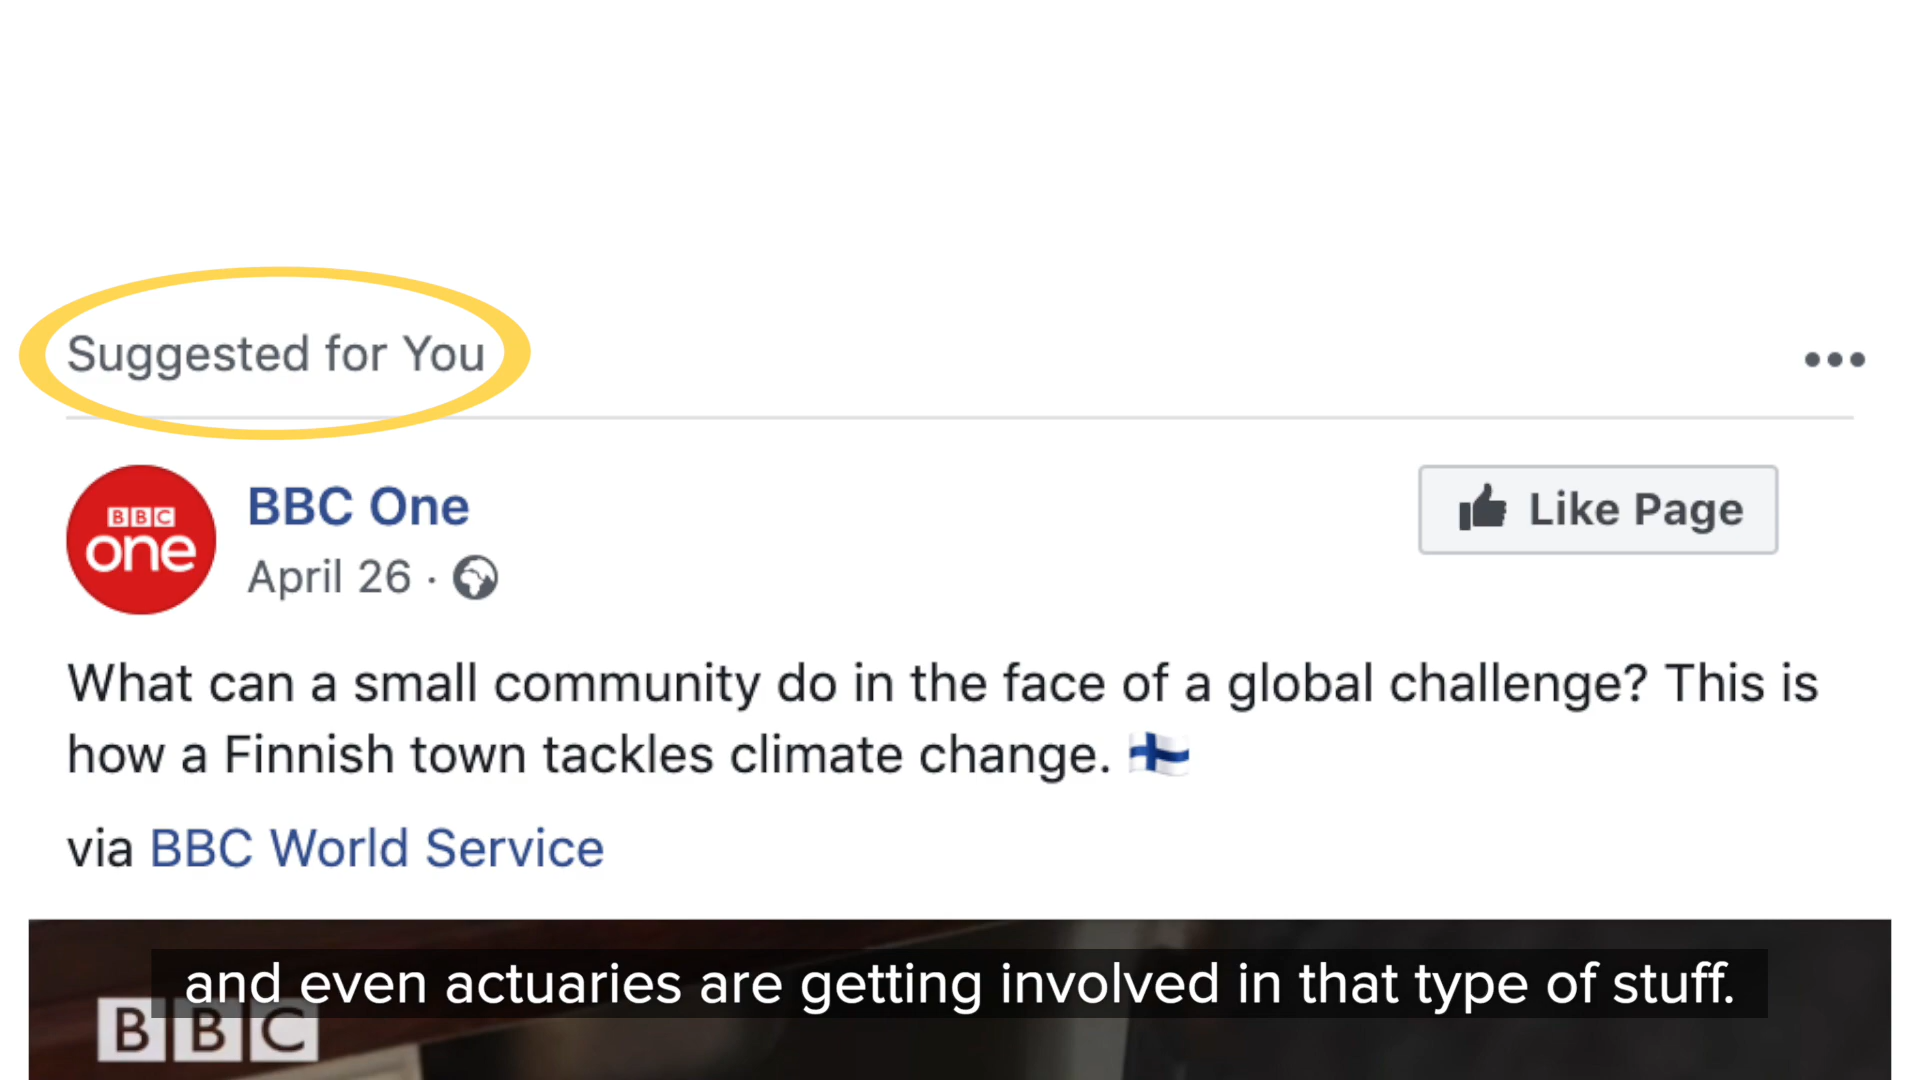 Suggested for You
BBC
one
BBC One
April 26 ·
Like Page
What can a small community do in the face of a global challenge? This is
how a Finnish town tackles climate change. 🇫🇮
via BBC World Service
and even actuaries are getting involved in that type of stuff.
BBC